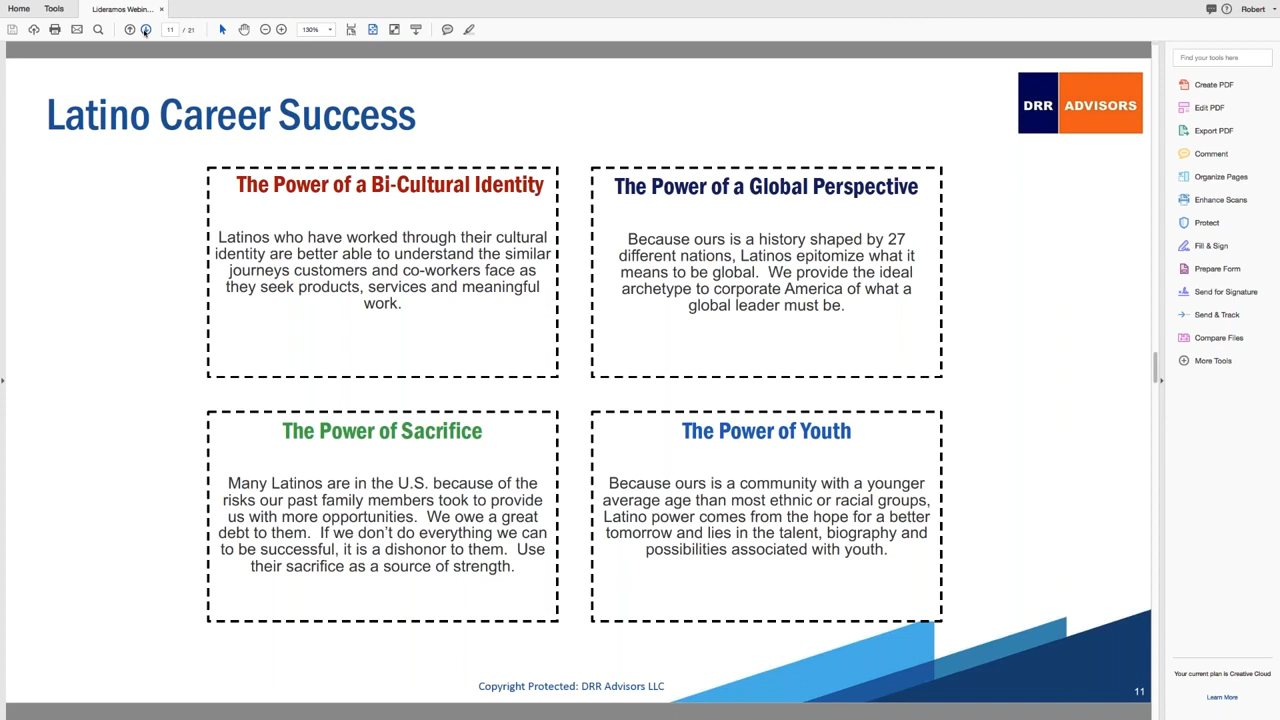 Home Tools Lideramos Webin... × Robert
11 / 21 130%
Latino Career Success
DRR ADVISORS
The Power of a Bi-Cultural Identity
Latinos who have worked through their cultural
identity are better able to understand the similar
journeys customers and co-workers face as
they seek products, services and meaningful
work.
The Power of a Global Perspective
Because ours is a history shaped by 27
different nations, Latinos epitomize what it
means to be global. We provide the ideal
archetype to corporate America of what a
global leader must be.
The Power of Sacrifice
Many Latinos are in the U.S. because of the
risks our past family members took to provide
us with more opportunities. We owe a great
debt to them. If we don't do everything we can
to be successful, it is a dishonor to them. Use
their sacrifice as a source of strength.
The Power of Youth
Because ours is a community with a younger
average age than most ethnic or racial groups,
Latino power comes from the hope for a better
tomorrow and lies in the talent, biography and
possibilities associated with youth.
Copyright Protected: DRR Advisors LLC
11
Find your tools here
Create PDF
Edit PDF
Export PDF
Comment
Organize Pages
Enhance Scans
Protect
Fill & Sign
Prepare Form
Send for Signature
Send & Track
Compare Files
More Tools
Your current plan is Creative Cloud
Learn More